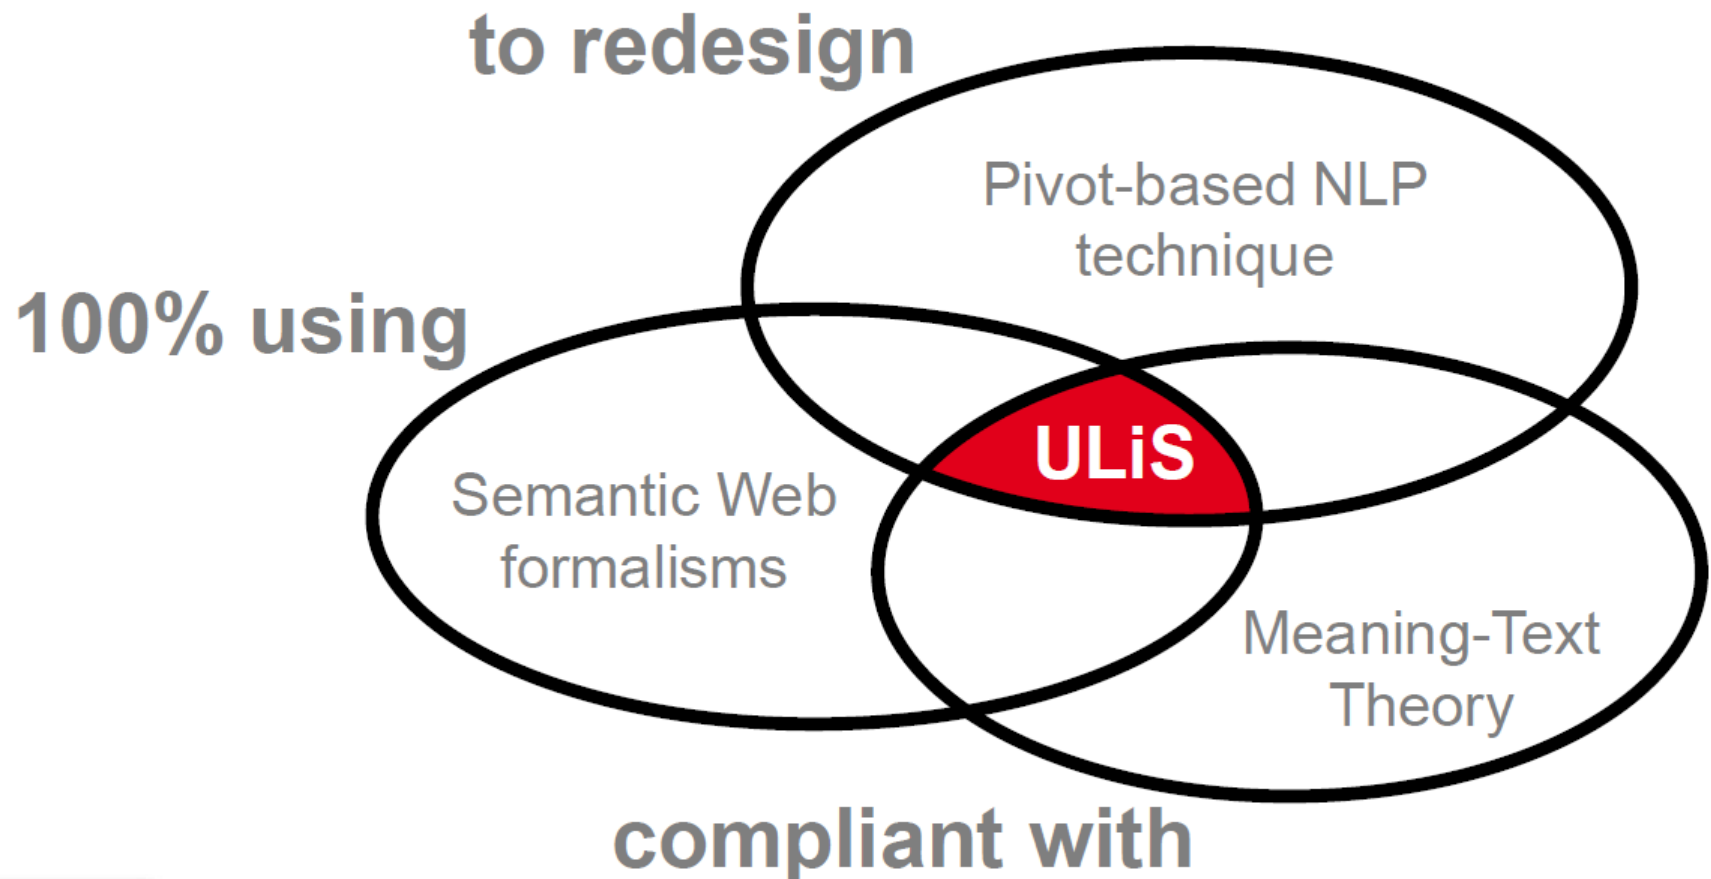 to redesign
Pivot-based NLP
technique
100% using
ULiS
Semantic Web
formalisms
Meaning-Text
Theory
compliant with